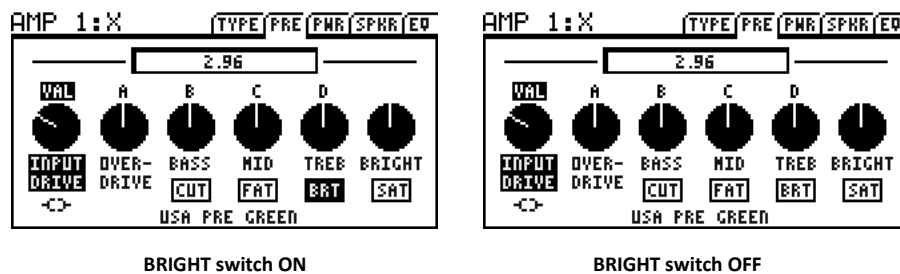 AMP 1:X TYPE PRE PWR SPKR EQ
2.96
VAL A B C D
INPUT DRIVE OVER-DRIVE BASS MID TREB BRIGHT
CUT FAT BRT SAT
USA PRE GREEN
BRIGHT switch ON
AMP 1:X TYPE PRE PWR SPKR EQ
2.96
VAL A B C D
INPUT DRIVE OVER-DRIVE BASS MID TREB BRIGHT
CUT FAT BRT SAT
USA PRE GREEN
BRIGHT switch OFF